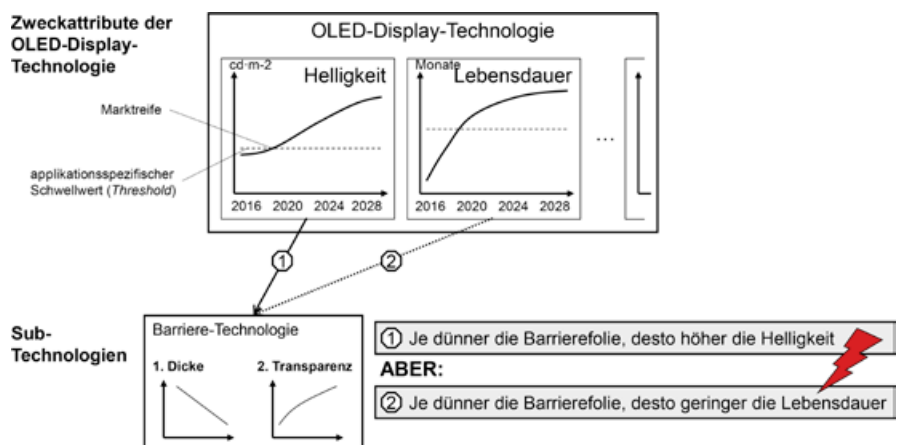 Zweckattribute der
OLED-Display-
Technologie
OLED-Display-Technologie
cd·m-2
Helligkeit
Monate
Lebensdauer
Marktreife
applikationsspezifischer
Schwellwert (Threshold)
...
2016 2020 2024 2028
2016 2020 2024 2028
1
2
Sub-
Technologien
Barriere-Technologie
1. Dicke
2. Transparenz
1 Je dünner die Barrierefolie, desto höher die Helligkeit
ABER:
2 Je dünner die Barrierefolie, desto geringer die Lebensdauer